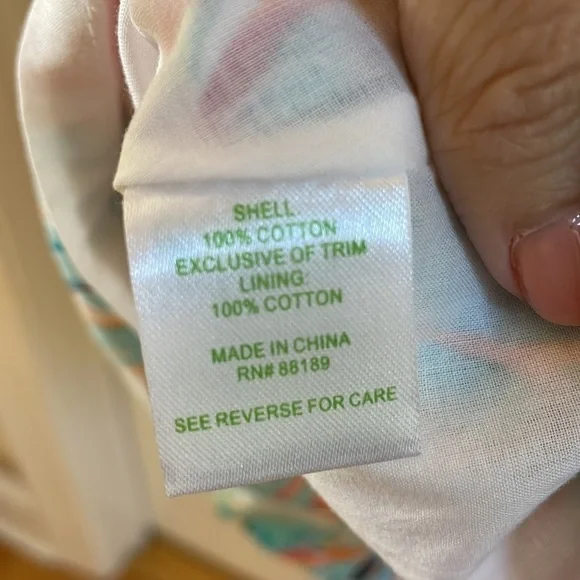 SHELL
100% COTTON
EXCLUSIVE OF TRIM
LINING:
100% COTTON
MADE IN CHINA
RN# 88189
SEE REVERSE FOR CARE